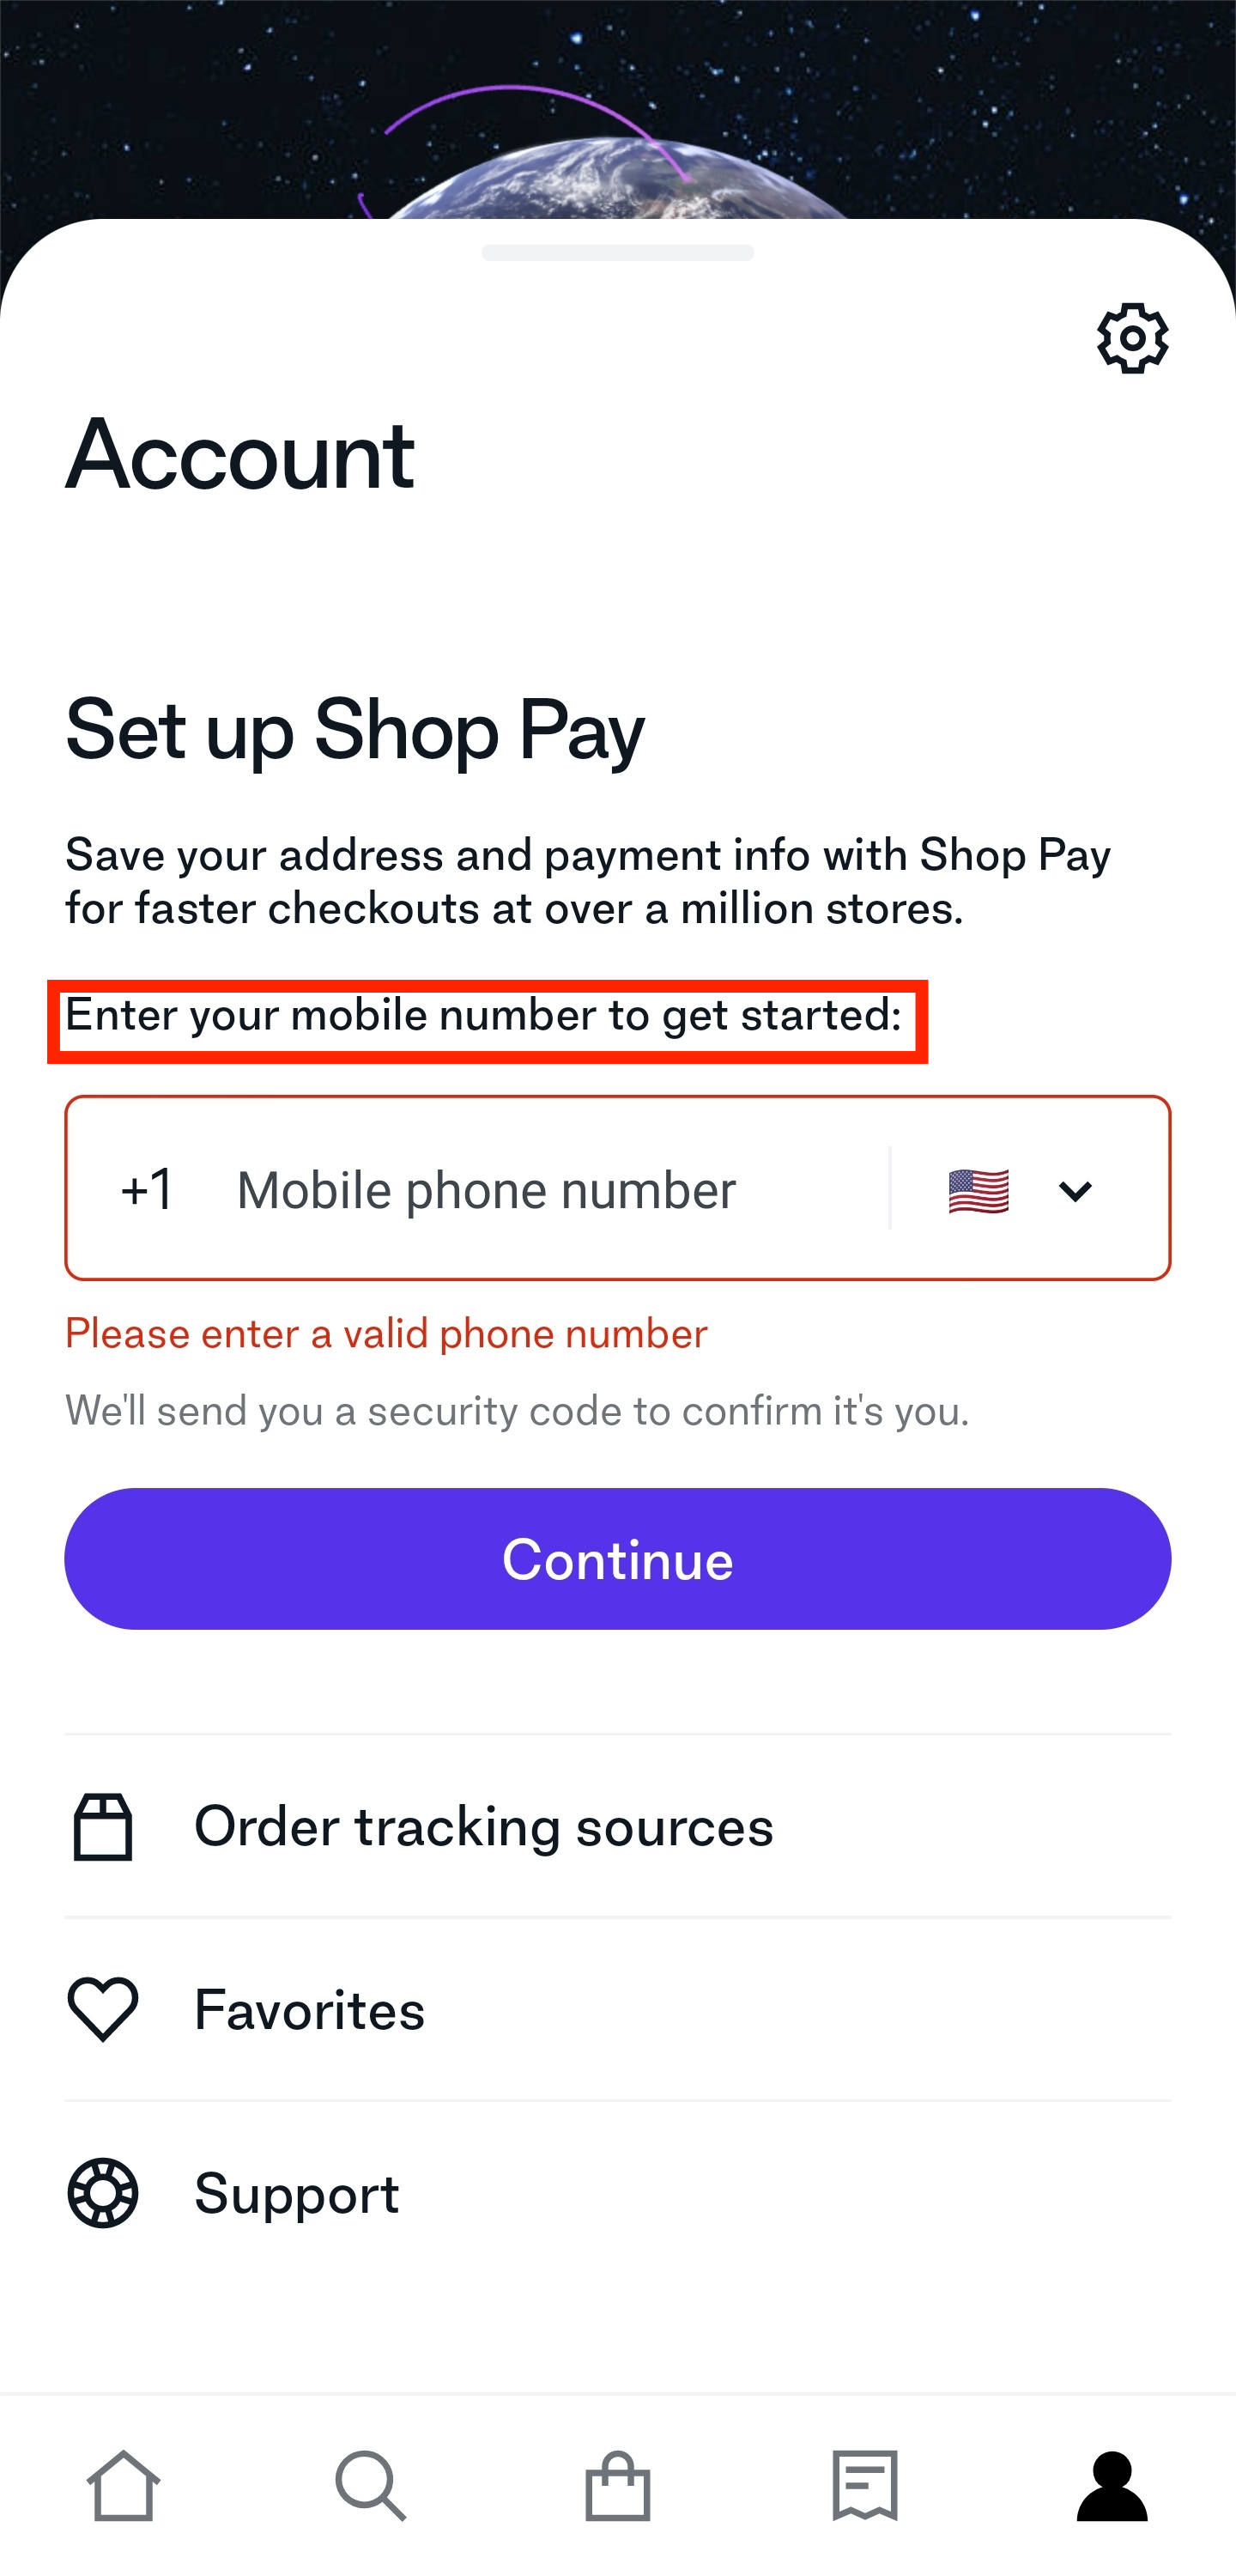 Account
Set up Shop Pay
Save your address and payment info with Shop Pay
for faster checkouts at over a million stores.
Enter your mobile number to get started:
+1 Mobile phone number
Please enter a valid phone number
We'll send you a security code to confirm it's you.
Continue
Order tracking sources
Favorites
Support